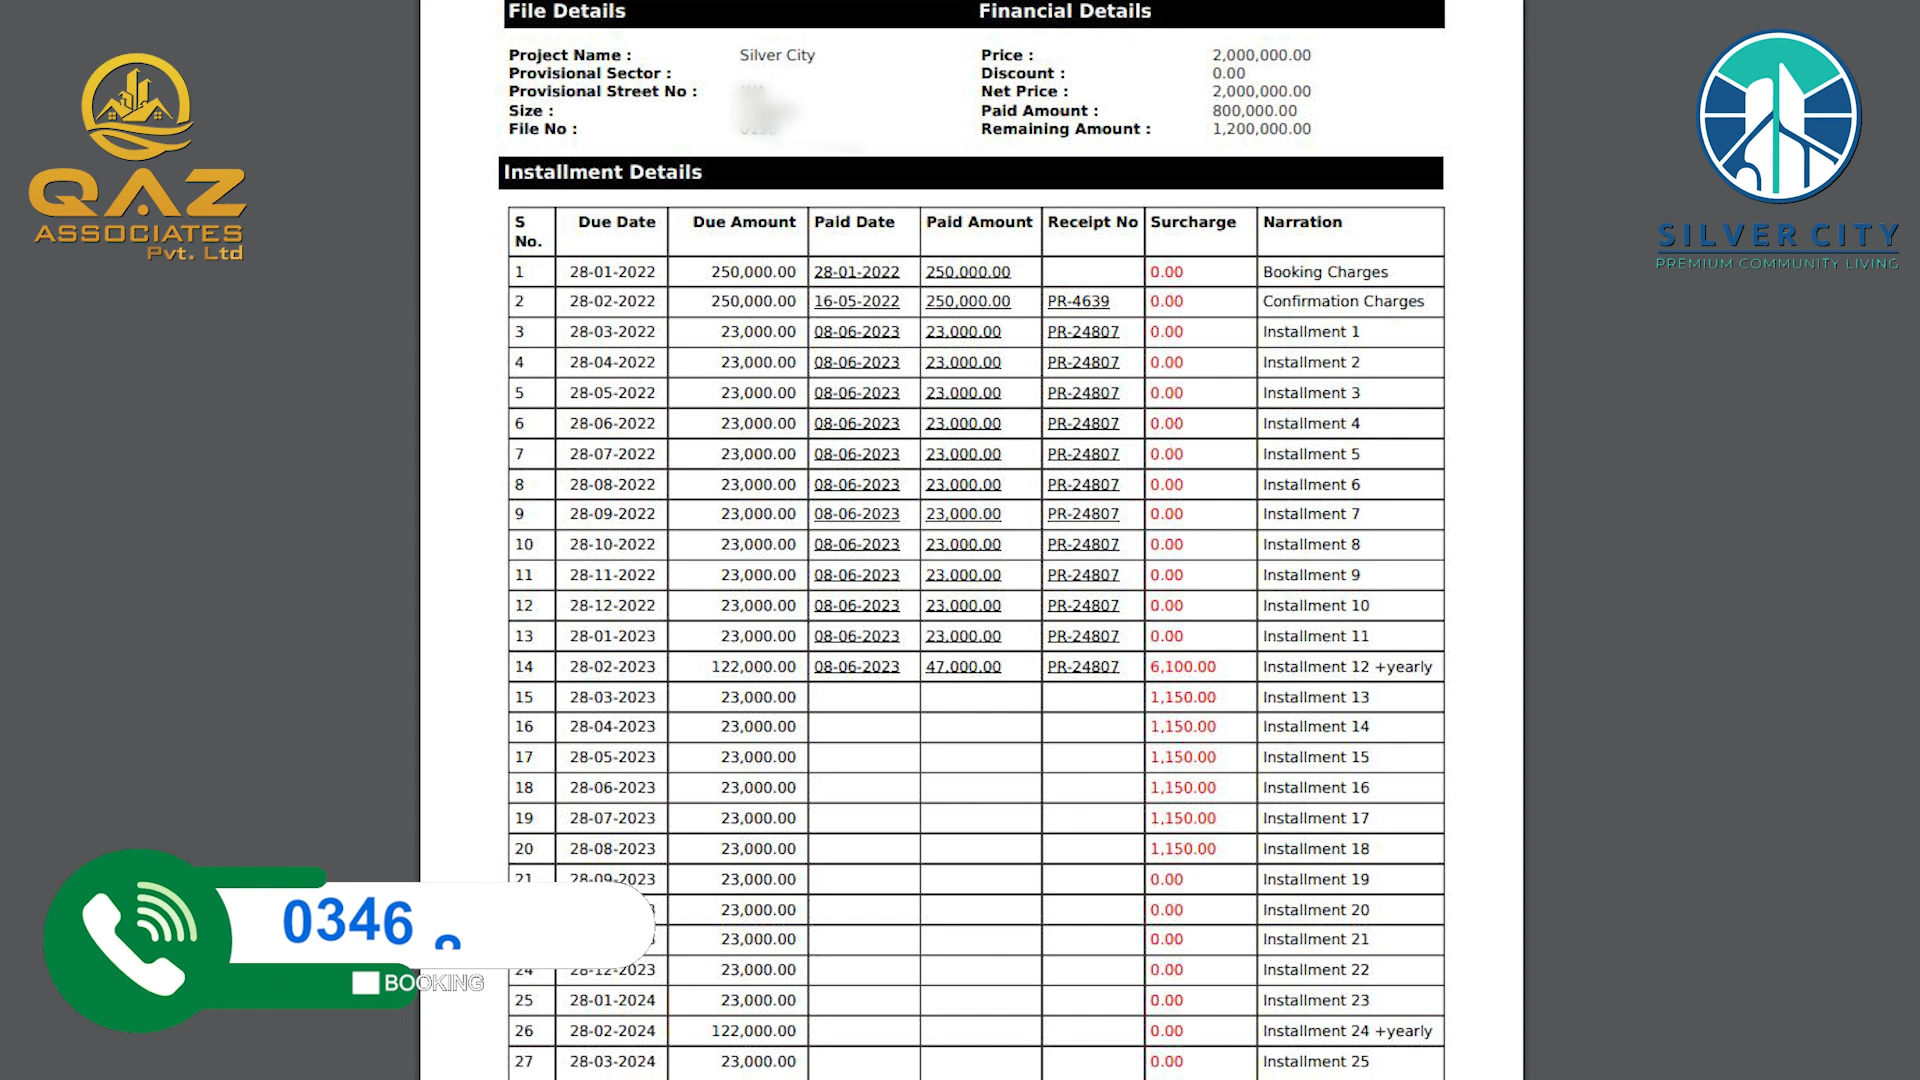 File Details Financial Details
Project Name : Silver City Price : 2,000,000.00
Provisional Sector : Discount : 0.00
Provisional Street No : Net Price : 2,000,000.00
Size : Paid Amount : 800,000.00
File No : Remaining Amount : 1,200,000.00
QAZ
ASSOCIATES
Pvt. Ltd
SILVER CITY
PREMIUM COMMUNITY LIVING
Installment Details
S No. Due Date Due Amount Paid Date Paid Amount Receipt No Surcharge Narration
1 28-01-2022 250,000.00 28-01-2022 250,000.00 0.00 Booking Charges
2 28-02-2022 250,000.00 16-05-2022 250,000.00 PR-4639 0.00 Confirmation Charges
3 28-03-2022 23,000.00 08-06-2023 23,000.00 PR-24807 0.00 Installment 1
4 28-04-2022 23,000.00 08-06-2023 23,000.00 PR-24807 0.00 Installment 2
5 28-05-2022 23,000.00 08-06-2023 23,000.00 PR-24807 0.00 Installment 3
6 28-06-2022 23,000.00 08-06-2023 23,000.00 PR-24807 0.00 Installment 4
7 28-07-2022 23,000.00 08-06-2023 23,000.00 PR-24807 0.00 Installment 5
8 28-08-2022 23,000.00 08-06-2023 23,000.00 PR-24807 0.00 Installment 6
9 28-09-2022 23,000.00 08-06-2023 23,000.00 PR-24807 0.00 Installment 7
10 28-10-2022 23,000.00 08-06-2023 23,000.00 PR-24807 0.00 Installment 8
11 28-11-2022 23,000.00 08-06-2023 23,000.00 PR-24807 0.00 Installment 9
12 28-12-2022 23,000.00 08-06-2023 23,000.00 PR-24807 0.00 Installment 10
13 28-01-2023 23,000.00 08-06-2023 23,000.00 PR-24807 0.00 Installment 11
14 28-02-2023 122,000.00 08-06-2023 47,000.00 PR-24807 6,100.00 Installment 12 +yearly
15 28-03-2023 23,000.00 1,150.00 Installment 13
16 28-04-2023 23,000.00 1,150.00 Installment 14
17 28-05-2023 23,000.00 1,150.00 Installment 15
18 28-06-2023 23,000.00 1,150.00 Installment 16
19 28-07-2023 23,000.00 1,150.00 Installment 17
20 28-08-2023 23,000.00 1,150.00 Installment 18
21 28-09-2023 23,000.00 0.00 Installment 19
23,000.00 0.00 Installment 20
23,000.00 0.00 Installment 21
24 28-12-2023 23,000.00 0.00 Installment 22
25 28-01-2024 23,000.00 0.00 Installment 23
26 28-02-2024 122,000.00 0.00 Installment 24 +yearly
27 28-03-2024 23,000.00 0.00 Installment 25
0346
BOOKING